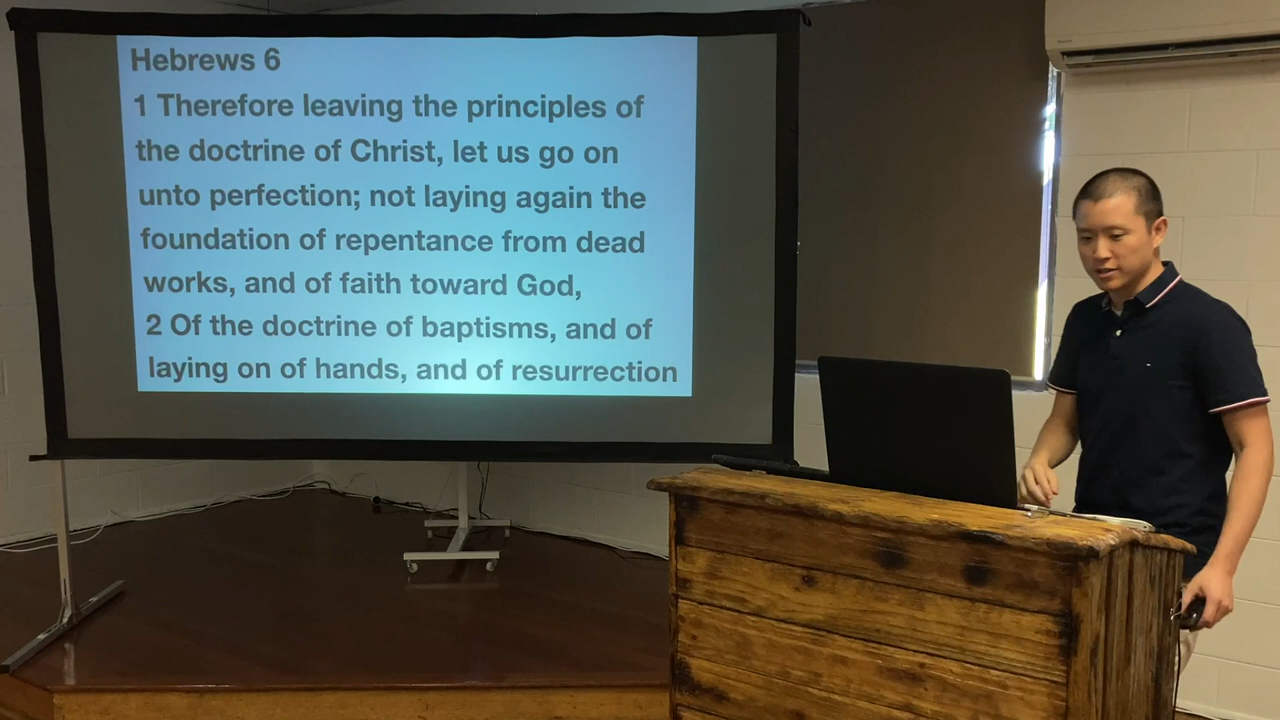 Hebrews 6
1 Therefore leaving the principles of
the doctrine of Christ, let us go on
unto perfection; not laying again the
foundation of repentance from dead
works, and of faith toward God,
2 Of the doctrine of baptisms, and of
laying on of hands, and of resurrection